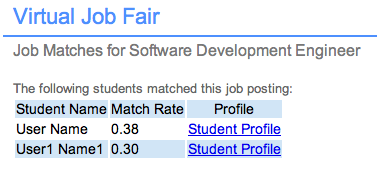 Virtual Job Fair
Job Matches for Software Development Engineer
The following students matched this job posting:
Student Name Match Rate Profile
User Name 0.38 Student Profile
User1 Name1 0.30 Student Profile